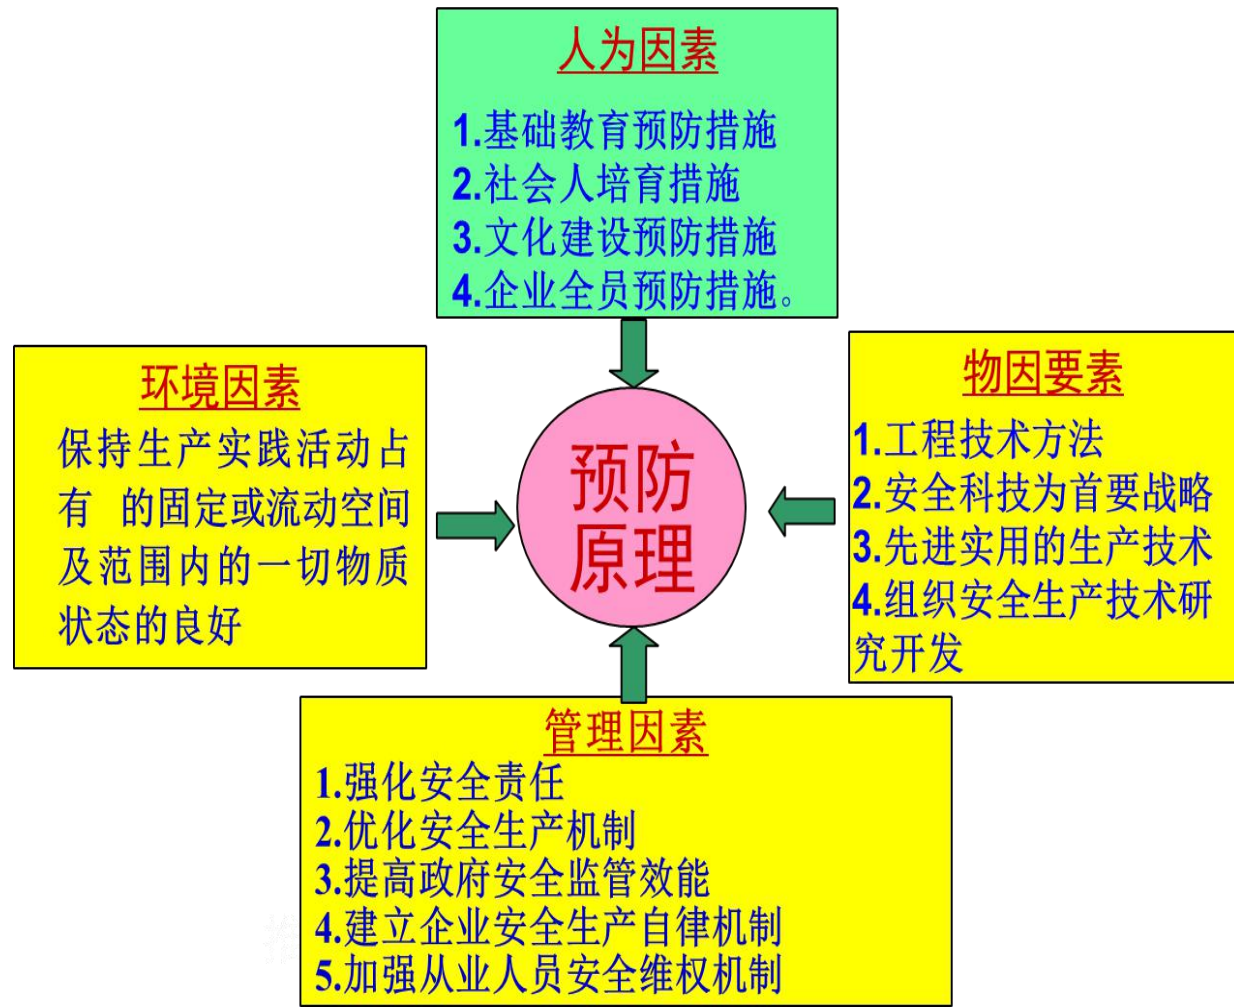 人为因素
1.基础教育预防措施
2.社会人培育措施
3.文化建设预防措施
4.企业全员预防措施。
环境因素
保持生产实践活动占
有 的固定或流动空间
及范围内的一切物质
状态的良好
预防
原理
物因要素
1.工程技术方法
2.安全科技为首要战略
3.先进实用的生产技术
4.组织安全生产技术研
究开发
管理因素
1.强化安全责任
2.优化安全生产机制
3.提高政府安全监管效能
4.建立企业安全生产自律机制
5.加强从业人员安全维权机制